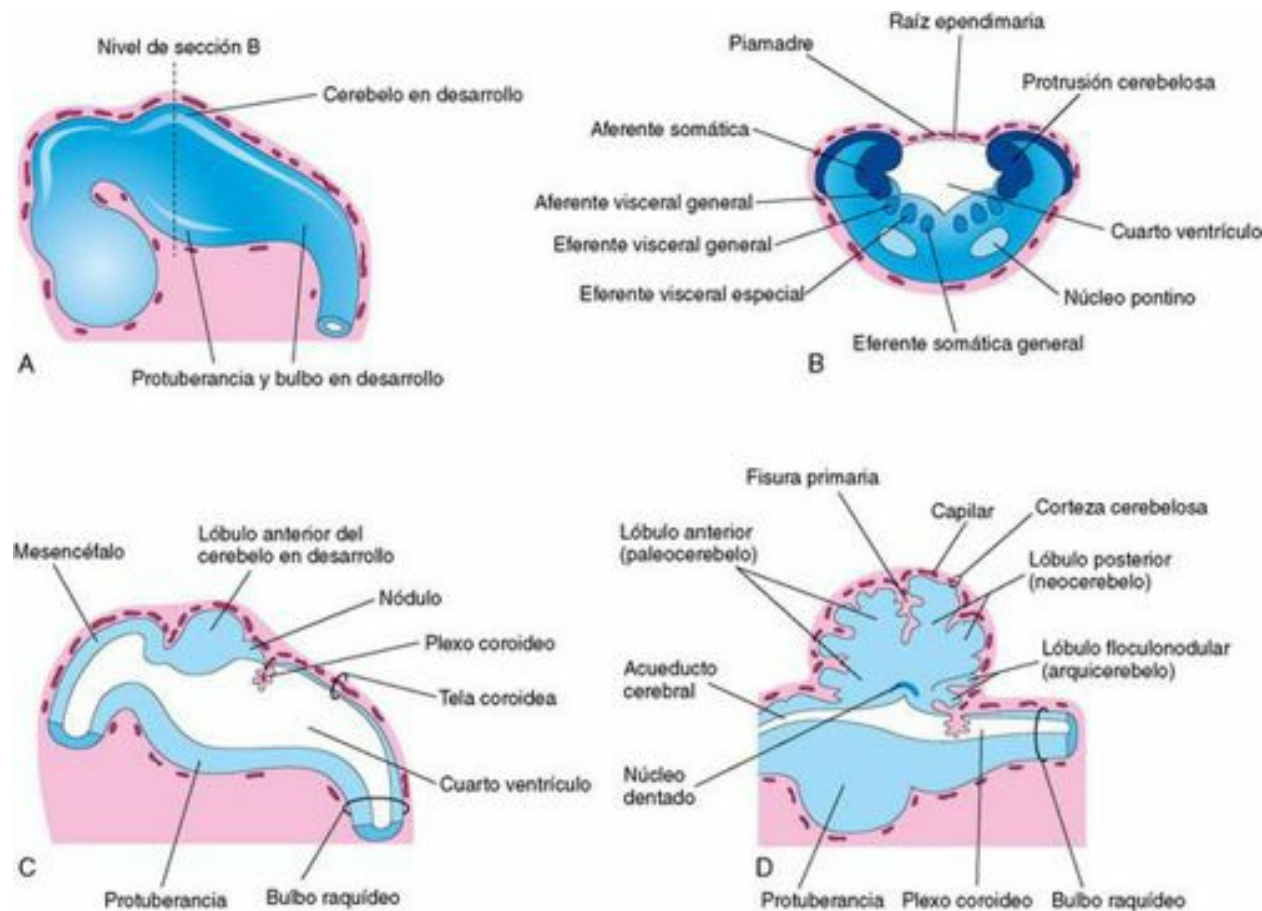 Nivel de sección B
Cerebelo en desarrollo
Protuberancia y bulbo en desarrollo
A
Raíz ependimaria
Piamadre
Protrusión cerebelosa
Aferente somática
Aferente visceral general
Eferente visceral general
Cuarto ventrículo
Eferente visceral especial
Núcleo pontino
Eferente somática general
B
Lóbulo anterior del
cerebelo en desarrollo
Mesencéfalo
Nódulo
Plexo coroideo
Tela coroidea
Cuarto ventrículo
C
Protuberancia
Bulbo raquídeo
Fisura primaria
Capilar
Corteza cerebelosa
Lóbulo anterior
(paleocerebelo)
Lóbulo posterior
(neocerebelo)
Acueducto
cerebral
Lóbulo floculonodular
(arquicerebelo)
Núcleo
dentado
D
Protuberancia
Plexo coroideo
Bulbo raquídeo